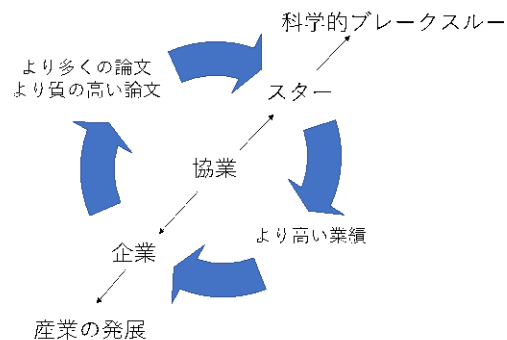 科学的ブレークスルー
より多くの論文
より質の高い論文
スター
協業
より高い業績
企業
産業の発展